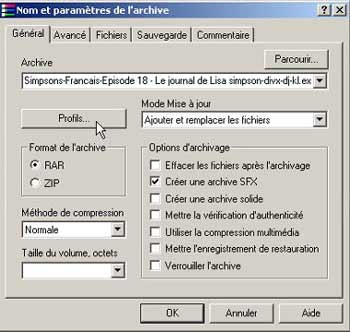 Nom et paramètres de l'archive
Général Avancé Fichiers Sauvegarde Commentaire
Archive
Parcourir...
Simpsons-Francais-Episode 18 - Le journal de Lisa simpson-divx-dj-kl.ex
Profils...
Mode Mise à jour
Ajouter et remplacer les fichiers
Format de l'archive
RAR
ZIP
Méthode de compression
Normale
Taille du volume, octets
Options d'archivage
Effacer les fichiers après l'archivage
Créer une archive SFX
Créer une archive solide
Mettre la vérification d'authenticité
Utiliser la compression multimédia
Mettre l'enregistrement de restauration
Verrouiller l'archive
OK Annuler Aide